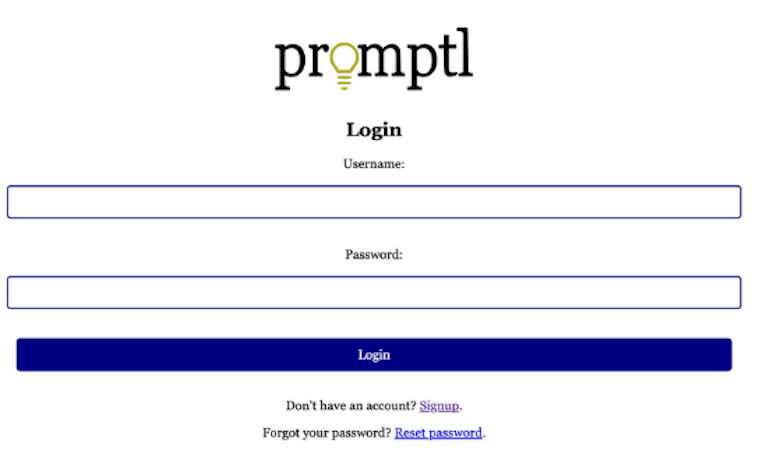 promptl
Login
Username:
Password:
Login
Don't have an account? Signup.
Forgot your password? Reset password.